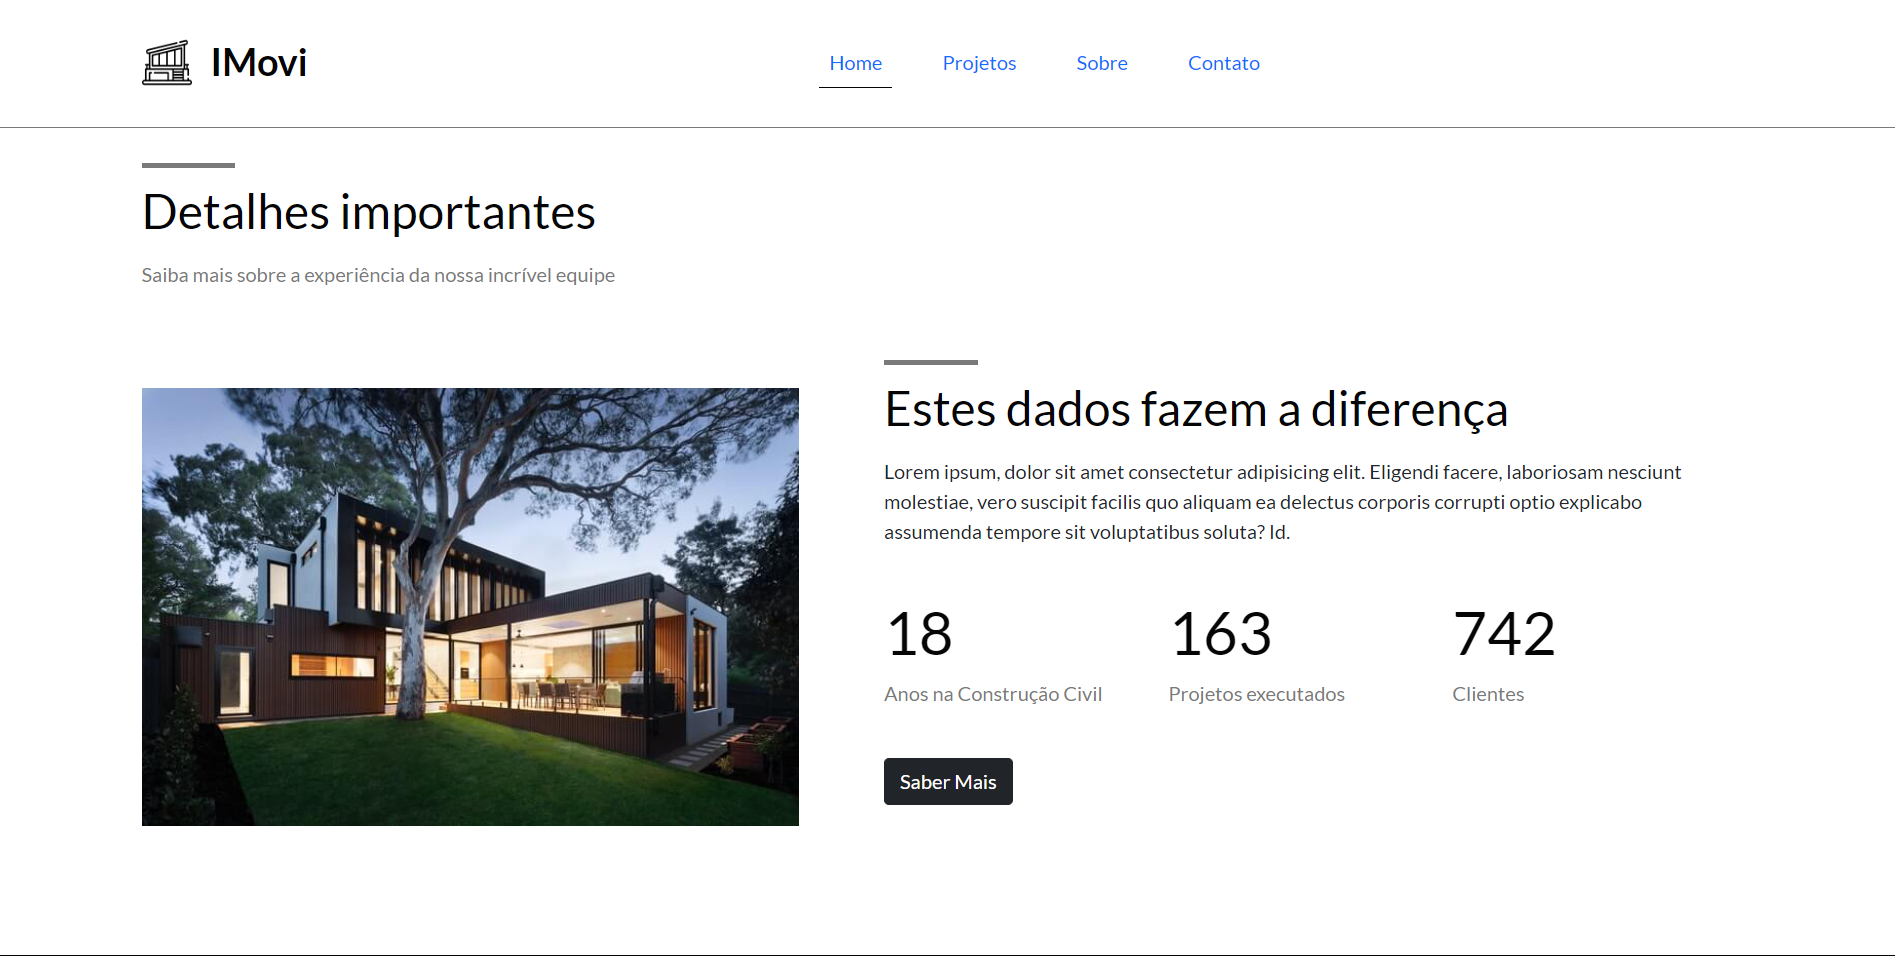 IMovi
Home Projetos Sobre Contato
Detalhes importantes
Saiba mais sobre a experiência da nossa incrível equipe
Estes dados fazem a diferença
Lorem ipsum, dolor sit amet consectetur adipisicing elit. Eligendi facere, laboriosam nesciunt
molestiae, vero suscipit facilis quo aliquam ea delectus corporis corrupti optio explicabo
assumenda tempore sit voluptatibus soluta? Id.
18 163 742
Anos na Construção Civil Projetos executados Clientes
Saber Mais